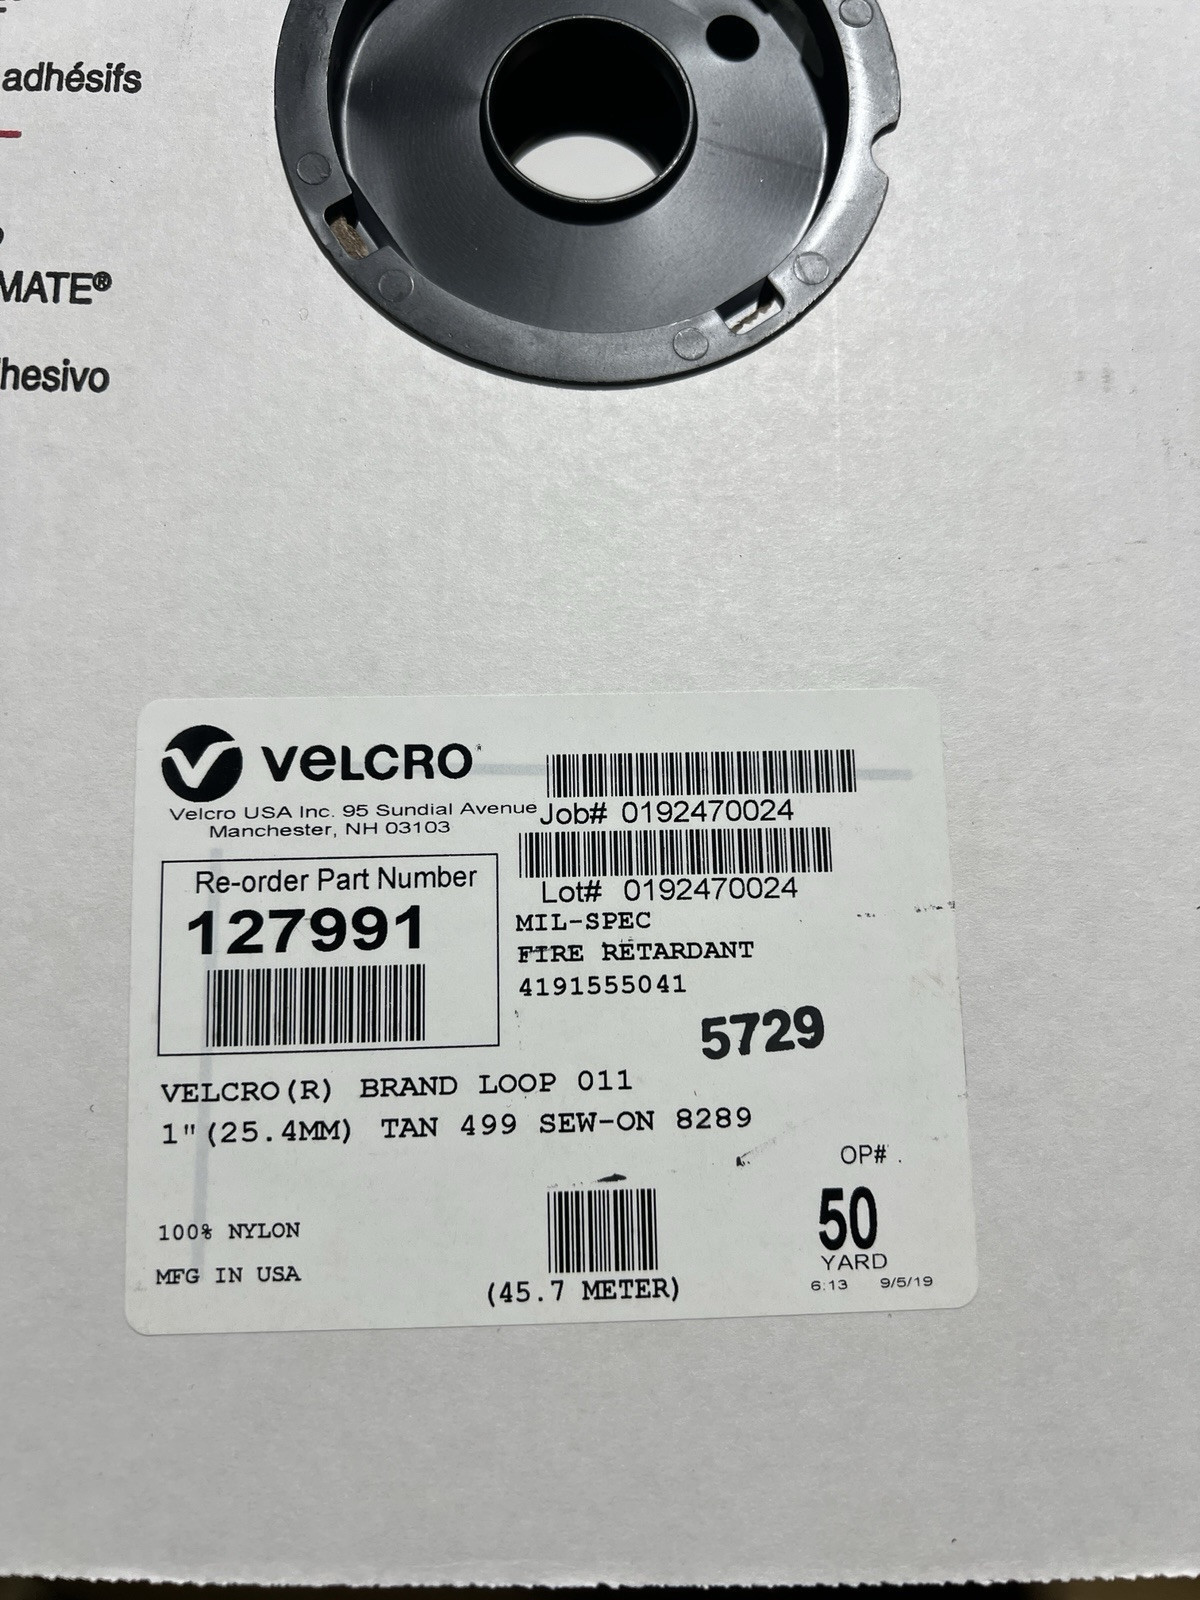 adhésifs
MATE®
hesivo
VELCRO
Velcro USA Inc. 95 Sundial Avenue
Manchester, NH 03103
Job# 0192470024
Lot# 0192470024
Re-order Part Number
127991
MIL-SPEC
FIRE RETARDANT
4191555041
5729
VELCRO(R) BRAND LOOP 011
1"(25.4MM) TAN 499 SEW-ON 8289
OP#
100% NYLON
MFG IN USA
(45.7 METER)
50
YARD
6:13 9/5/19